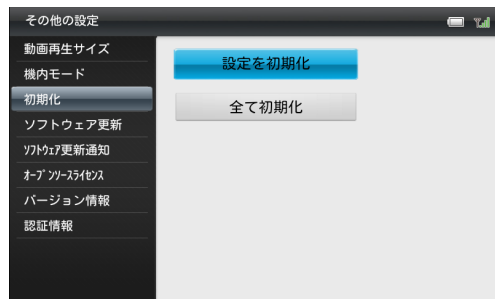 その他の設定
動画再生サイズ
機内モード
初期化
ソフトウェア更新
ｿﾌﾄｳｪｱ更新通知
ｵｰﾌﾟﾝｿｰｽﾗｲｾﾝｽ
バージョン情報
認証情報
設定を初期化
全て初期化